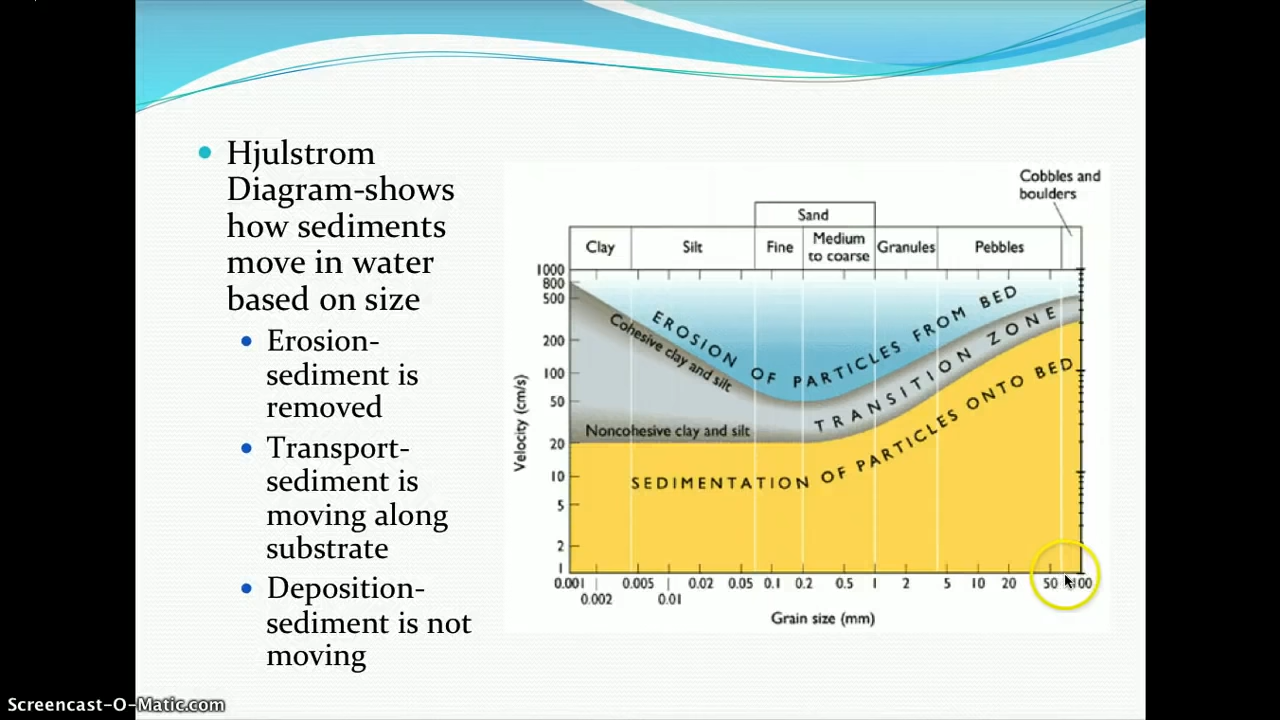 Hjulstrom
Diagram-shows
how sediments
move in water
based on size
Erosion-
sediment is
removed
Transport-
sediment is
moving along
substrate
Deposition-
sediment is not
moving
Cobbles and
boulders
Sand
Clay Silt Fine Medium to coarse Granules Pebbles
1000
800
500
200
100
50
20
10
5
2
1
Velocity (cm/s)
EROSION OF PARTICLES FROM BED
Cohesive clay and silt
TRANSITION ZONE
Noncohesive clay and silt
SEDIMENTATION OF PARTICLES ONTO BED
0.001 0.005 0.02 0.05 0.1 0.2 0.5 1 2 5 10 20 50 100
0.002 0.01
Grain size (mm)
Screencast-O-Matic.com